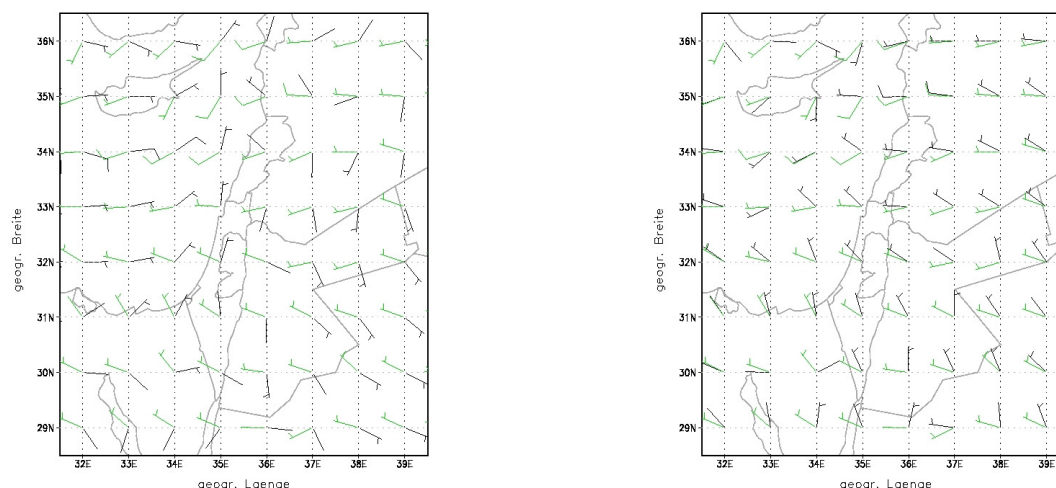 36N 36N
35N 35N
34N 34N
33N 33N
32N 32N
31N 31N
30N 30N
29N 29N
32E 33E 34E 35E 36E 37E 38E 39E 32E 33E 34E 35E 36E 37E 38E 39E
geogr. Breite geogr. Breite
geogr. Laenge geogr. Laenge